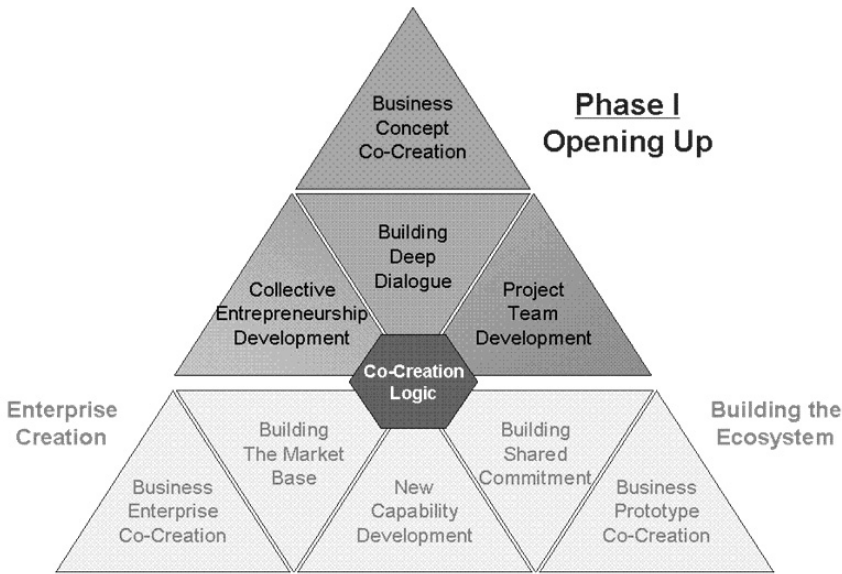 Business
Concept
Co-Creation
Phase I
Opening Up
Building
Deep
Dialogue
Collective
Entrepreneurship
Development
Project
Team
Development
Co-Creation
Logic
Enterprise
Creation
Building the
Ecosystem
Building
The Market
Base
Building
Shared
Commitment
Business
Enterprise
Co-Creation
New
Capability
Development
Business
Prototype
Co-Creation